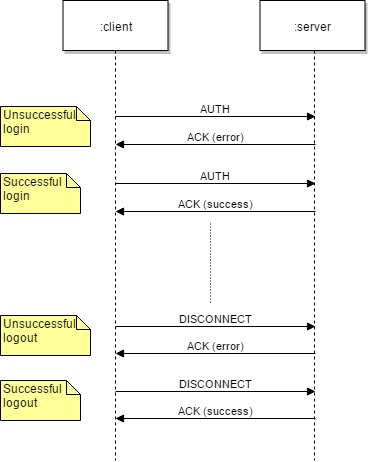 :client
:server
Unsuccessful
login
AUTH
ACK (error)
Successful
login
AUTH
ACK (success)
Unsuccessful
logout
DISCONNECT
ACK (error)
Successful
logout
DISCONNECT
ACK (success)